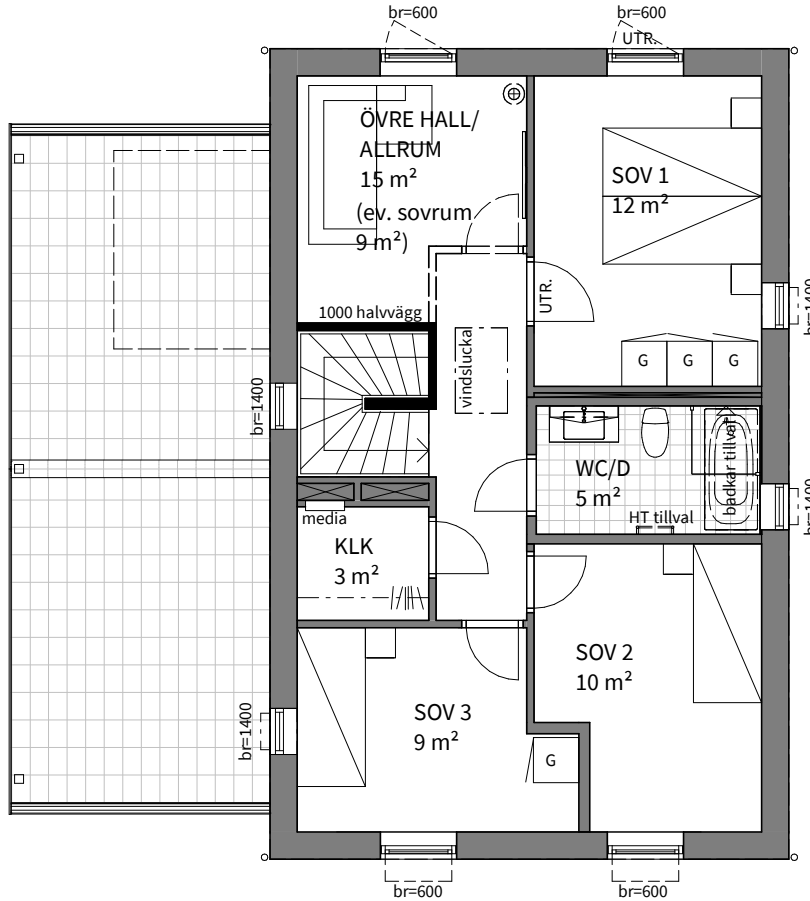 br=600
br=600
UTR.
ÖVRE HALL/
ALLRUM
15 m²
(ev. sovrum
9 m²)
SOV 1
12 m²
UTR.
br=1400
1000 halvvägg
vindslucka
G
G
G
br=1400
WC/D
5 m²
badkar tillval
HT tillval
br=1400
media
KLK
3 m²
SOV 2
10 m²
SOV 3
9 m²
br=1400
G
br=600
br=600